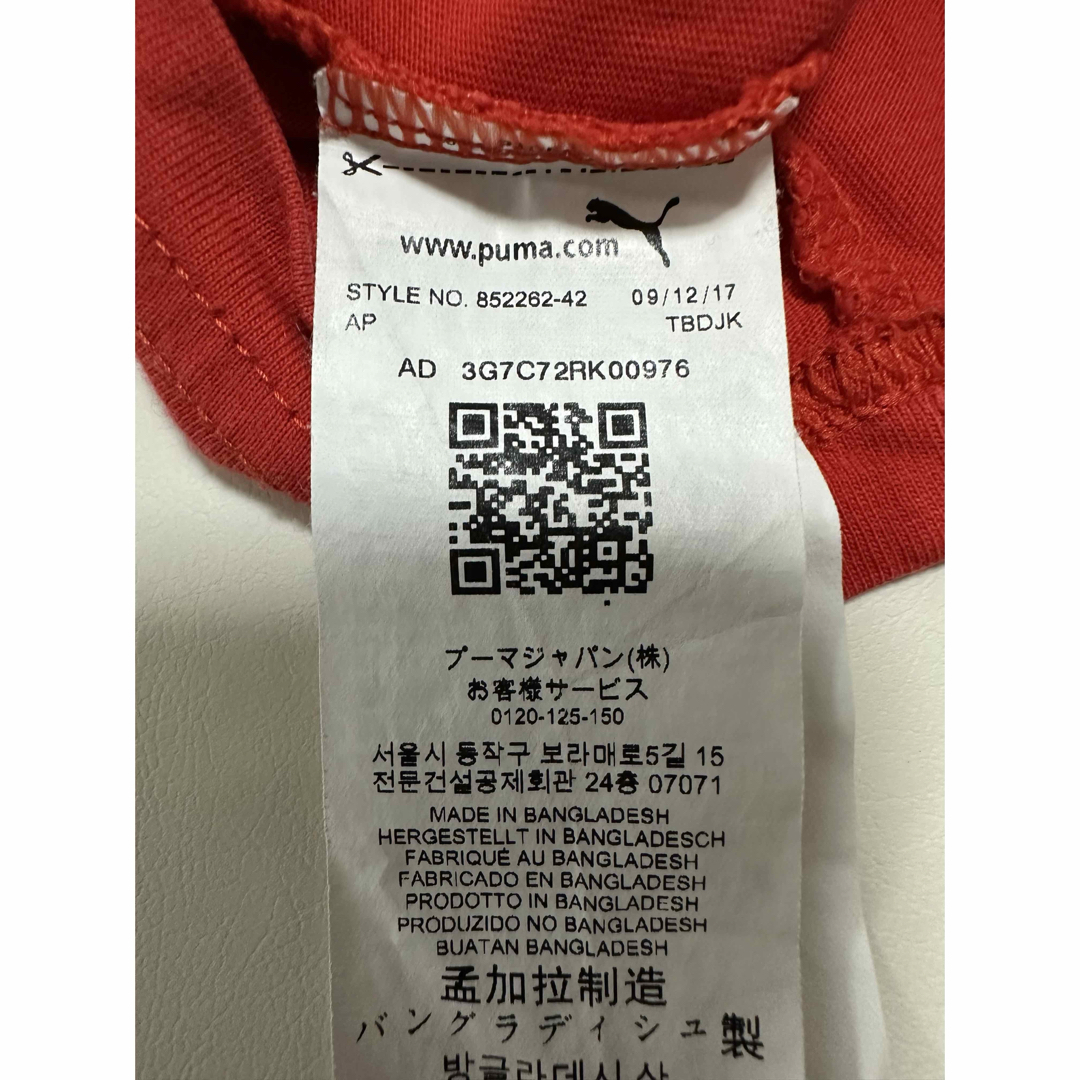 www.puma.com
STYLE NO. 852262-42 09/12/17
AP TBDJK
AD 3G7C72RK00976
プーマジャパン(株)
お客様サービス
0120-125-150
서울시 동작구 보라매로5길 15
전문건설공제회관 24층 07071
MADE IN BANGLADESH
HERGESTELLT IN BANGLADESCH
FABRIQUÉ AU BANGLADESH
FABRICADO EN BANGLADESH
PRODOTTO IN BANGLADESH
PRODUZIDO NO BANGLADESH
BUATAN BANGLADESH
孟加拉制造
バングラディシュ製
방글라데시산